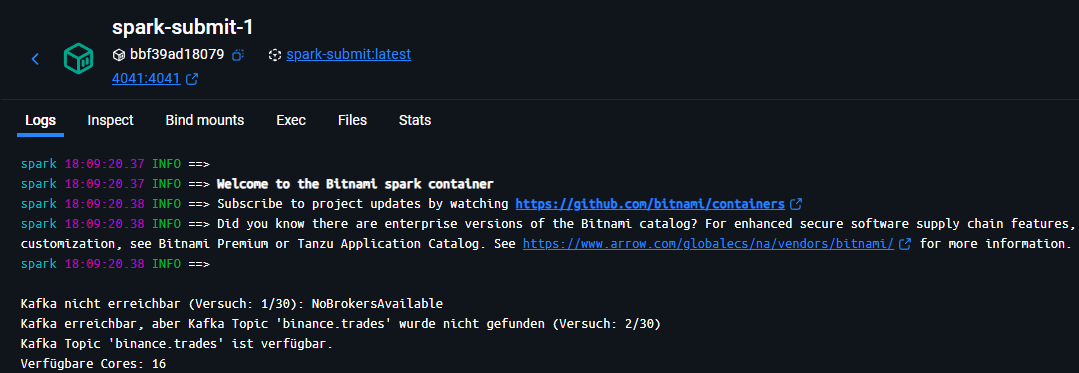 spark-submit-1
bbf39ad18079 spark-submit:latest
4041:4041
Logs Inspect Bind mounts Exec Files Stats
spark 18:09:20.37 INFO ==>
spark 18:09:20.37 INFO ==> Welcome to the Bitnami spark container
spark 18:09:20.38 INFO ==> Subscribe to project updates by watching https://github.com/bitnami/containers
spark 18:09:20.38 INFO ==> Did you know there are enterprise versions of the Bitnami catalog? For enhanced secure software supply chain features,
customization, see Bitnami Premium or Tanzu Application Catalog. See https://www.arrow.com/globalecs/na/vendors/bitnami/ for more information.
spark 18:09:20.38 INFO ==>
Kafka nicht erreichbar (Versuch: 1/30): NoBrokersAvailable
Kafka erreichbar, aber Kafka Topic 'binance.trades' wurde nicht gefunden (Versuch: 2/30)
Kafka Topic 'binance.trades' ist verfügbar.
Verfügbare Cores: 16